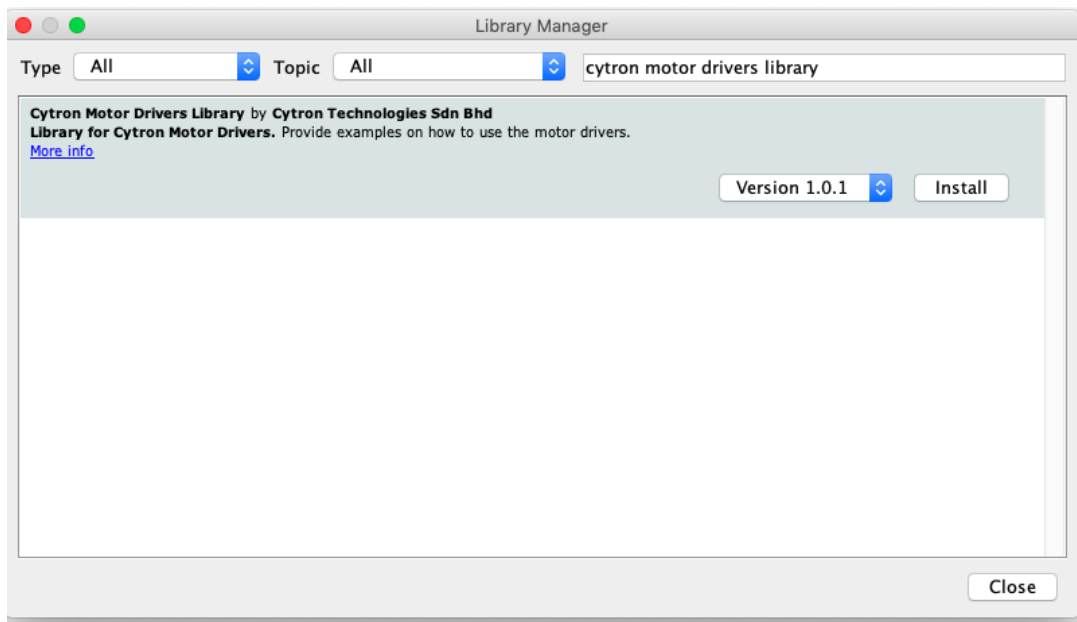 Library Manager
Type All Topic All cytron motor drivers library
Cytron Motor Drivers Library by Cytron Technologies Sdn Bhd
Library for Cytron Motor Drivers. Provide examples on how to use the motor drivers.
More info
Version 1.0.1 Install
Close